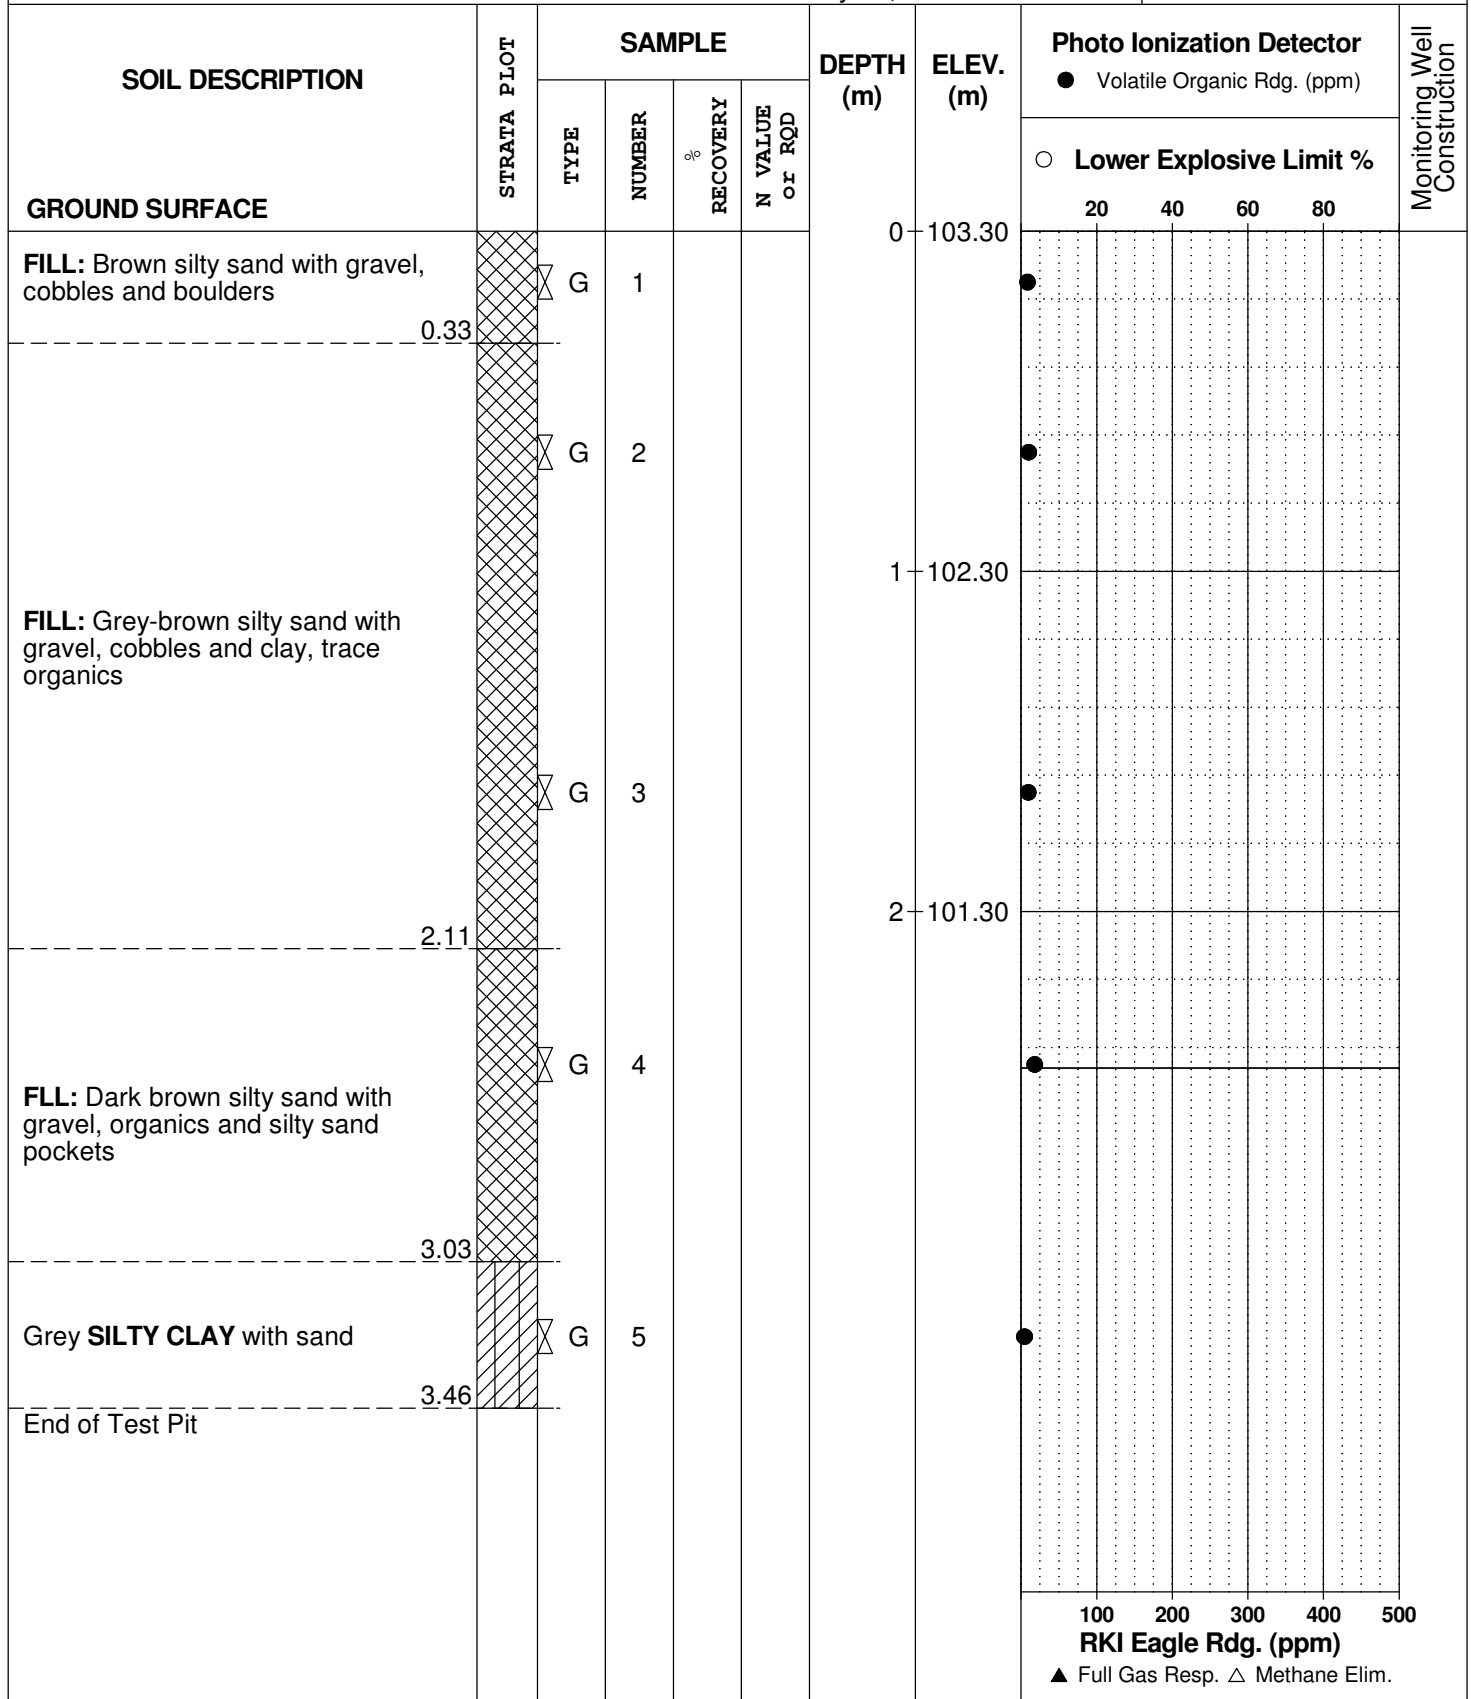 SOIL DESCRIPTION
GROUND SURFACE
STRATA PLOT
SAMPLE
TYPE
NUMBER
%
RECOVERY
N VALUE
or RQD
DEPTH
(m)
ELEV.
(m)
Photo Ionization Detector
● Volatile Organic Rdg. (ppm)
○ Lower Explosive Limit %
20 40 60 80
Monitoring Well
Construction
0 103.30
FILL: Brown silty sand with gravel,
cobbles and boulders
0.33
G 1
G 2
1 102.30
FILL: Grey-brown silty sand with
gravel, cobbles and clay, trace
organics
G 3
2 101.30
2.11
G 4
FLL: Dark brown silty sand with
gravel, organics and silty sand
pockets
3.03
Grey SILTY CLAY with sand
G 5
3.46
End of Test Pit
100 200 300 400 500
RKI Eagle Rdg. (ppm)
▲ Full Gas Resp. △ Methane Elim.